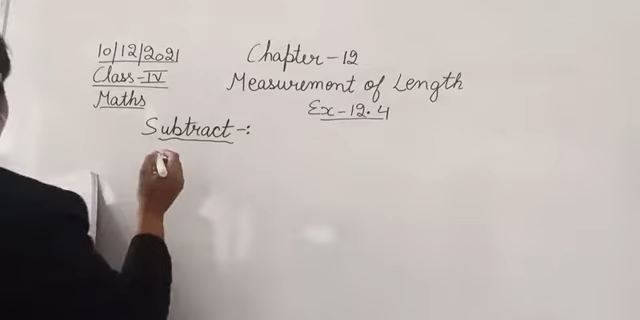 10/12/2021
Class-IV
Maths
Chapter-12
Measurement of Length
Ex-12.4
Subtract-: